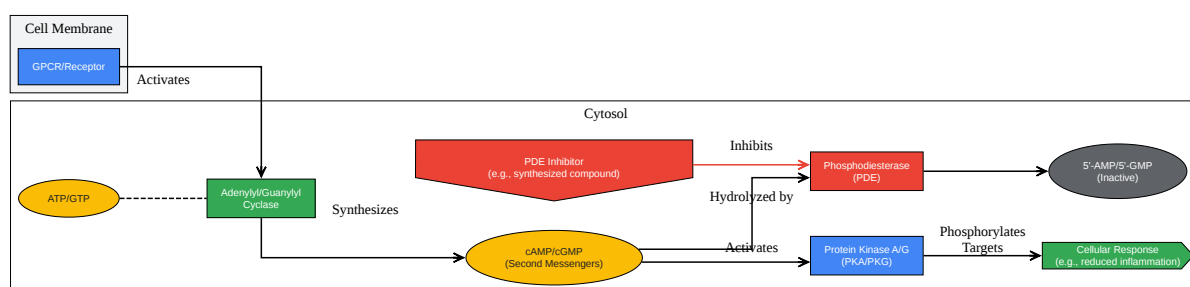 Cell Membrane
GPCR/Receptor
Activates
Cytosol
PDE Inhibitor
(e.g., synthesized compound)
Inhibits
Phosphodiesterase
(PDE)
5'-AMP/5'-GMP
(Inactive)
ATP/GTP
Adenylyl/Guanylyl
Cyclase
Synthesizes
Hydrolyzed by
cAMP/cGMP
(Second Messengers)
Activates
Protein Kinase A/G
(PKA/PKG)
Phosphorylates
Targets
Cellular Response
(e.g., reduced inflammation)